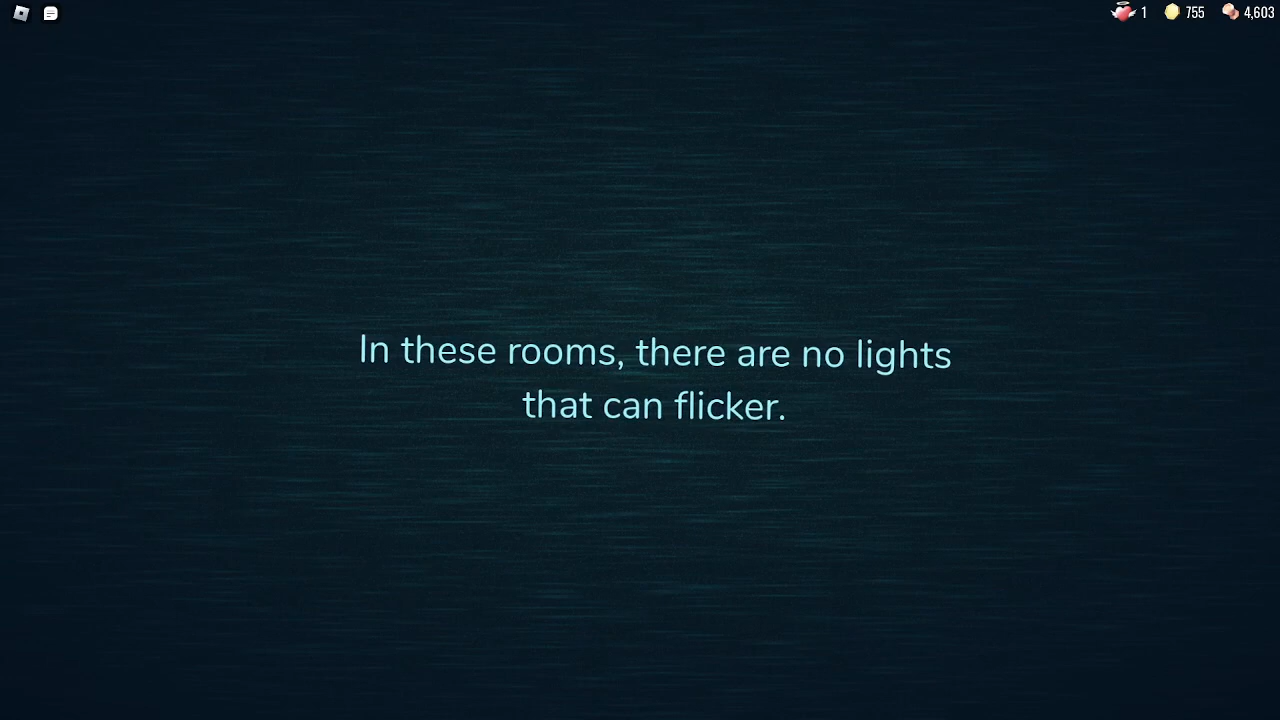 1 755 4,603
In these rooms, there are no lights
that can flicker.